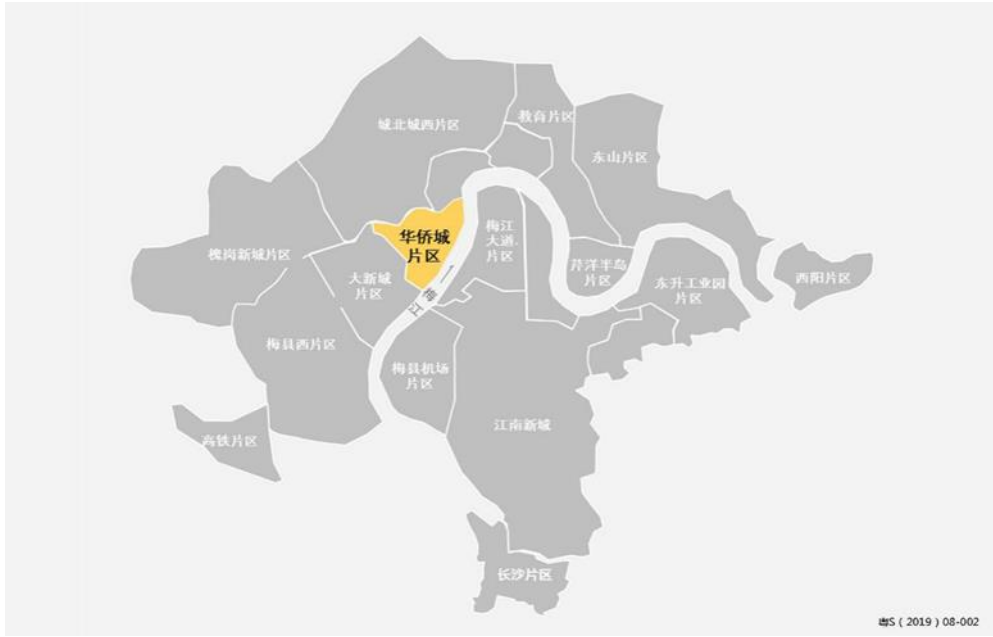 城北城西片区
教育片区
东山片区
华侨城
片区
梅江
大道
片区
槐岗新城片区
大新城
片区
芹洋半岛
片区
东升工业园
片区
西阳片区
梅江
梅县西片区
梅县机场
片区
江南新城
高铁片区
长沙片区
粤S（2019）08-002